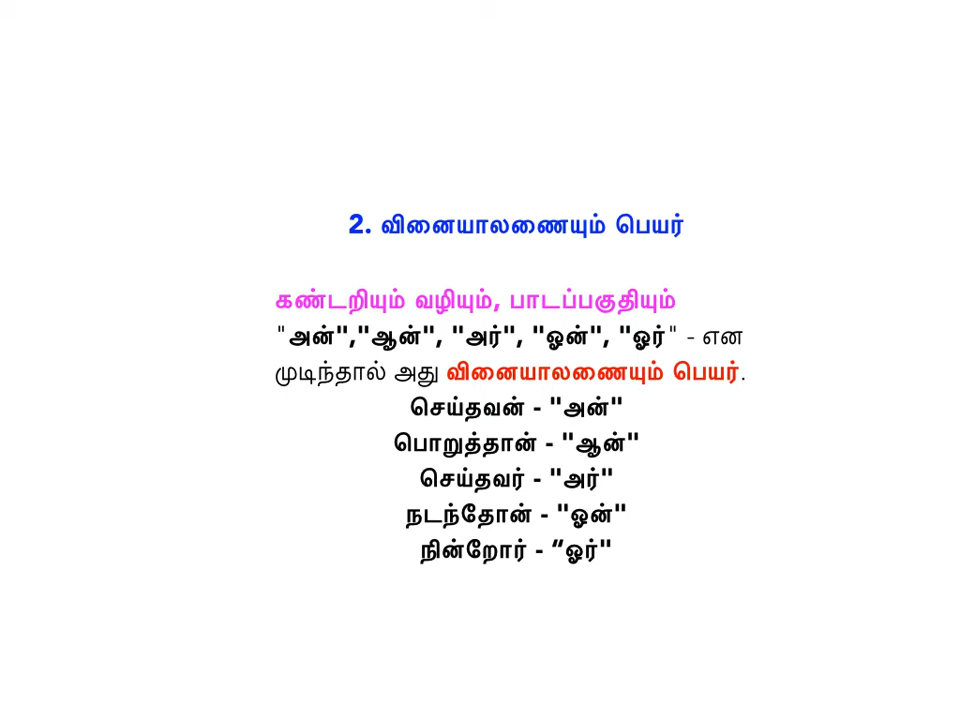 2. வினையாலணையும் பெயர்
கண்டறியும் வழியும், பாடப்பகுதியும்
"அன்","ஆன்", "அர்", "ஓன்", "ஓர்" - என
முடிந்தால் அது வினையாலணையும் பெயர்.
செய்தவன் - "அன்"
பொறுத்தான் - "ஆன்"
செய்தவர் - "அர்"
நடந்தோன் - "ஓன்"
நின்றோர் - “ஓர்"